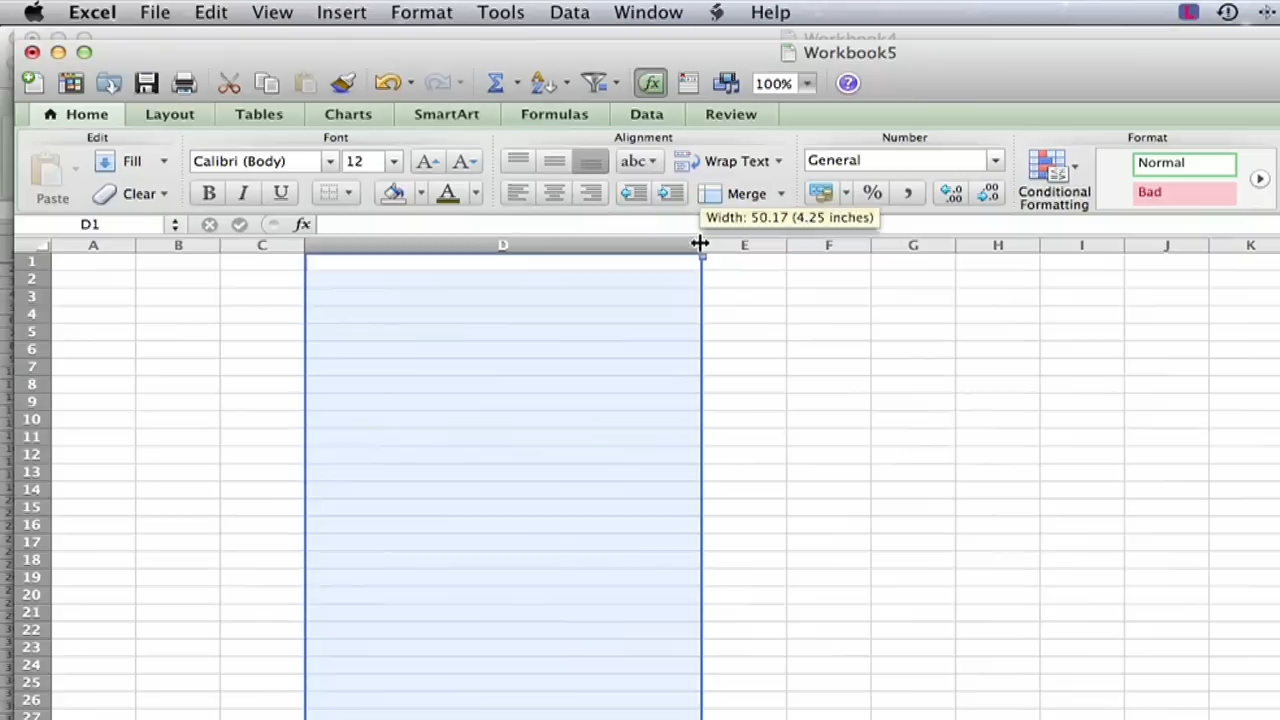 Excel File Edit View Insert Format Tools Data Window Help
Workbook4
Workbook5
100%
Home Layout Tables Charts SmartArt Formulas Data Review
Edit Font Alignment Number Format
Paste Fill Calibri (Body) 12 abc Wrap Text General Conditional Formatting Normal
Clear B I U Merge % Bad
Width: 50.17 (4.25 inches)
D1 fx
A B C D E F G H I J K
1
2
3
4
5
6
7
8
9
10
11
12
13
14
15
16
17
18
19
20
21
22
23
24
25
26
27